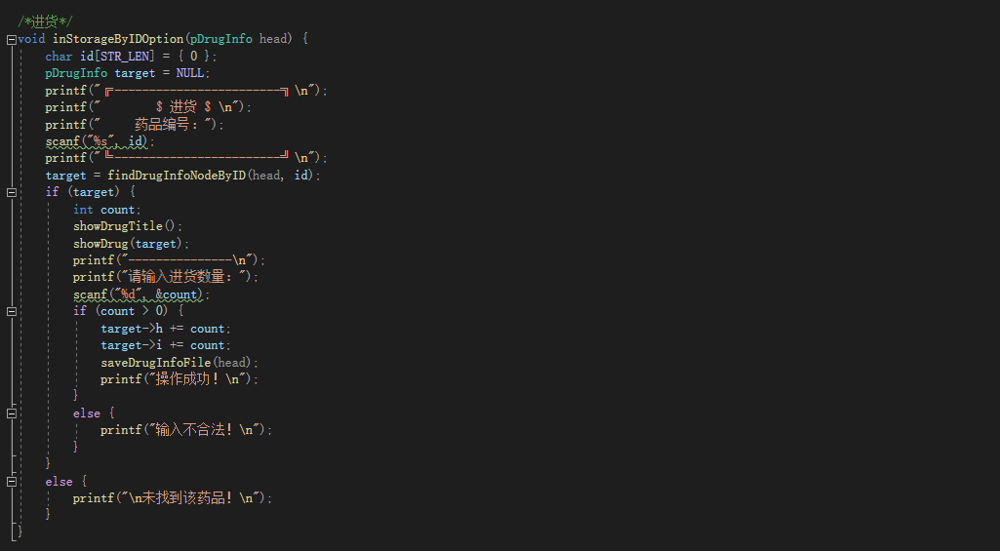 /*进货*/
void inStorageByIDOption(pDrugInfo head) {
char id[STR_LEN] = { 0 };
pDrugInfo target = NULL;
printf("╔------------------------╗\n");
printf("        $ 进货 $ \n");
printf("     药品编号：");
scanf("%s", id);
printf("╚------------------------╝\n");
target = findDrugInfoNodeByID(head, id);
if (target) {
int count;
showDrugTitle();
showDrug(target);
printf("---------------\n");
printf("请输入进货数量：");
scanf("%d", &count);
if (count > 0) {
target->h += count;
target->i += count;
saveDrugInfoFile(head);
printf("操作成功！\n");
}
else {
printf("输入不合法！\n");
}
}
else {
printf("\n未找到该药品！\n");
}
}